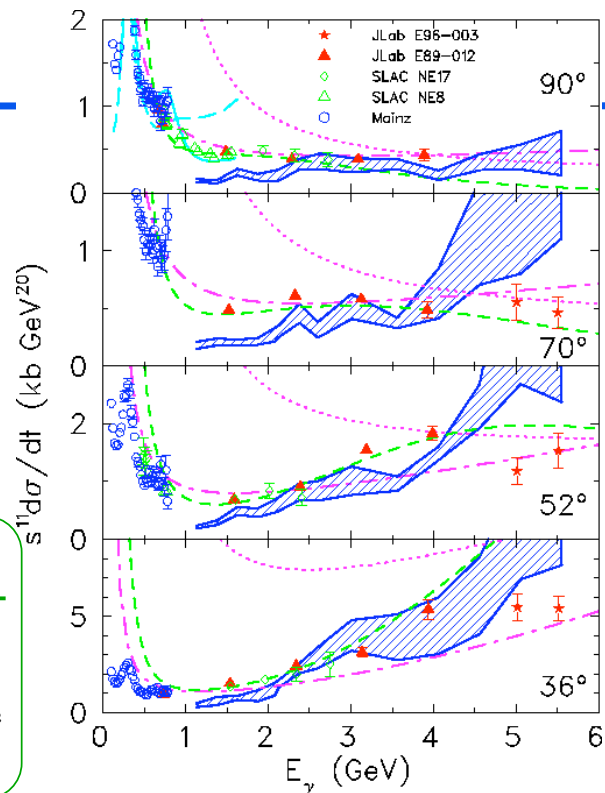 JLab E96-003
JLab E89-012
SLAC NE17
SLAC NE8
Mainz
90°
70°
52°
36°
2
1
0
1
0
2
0
5
0
s¹¹dσ/dt (kb GeV²⁰)
0 1 2 3 4 5 6
Eγ (GeV)